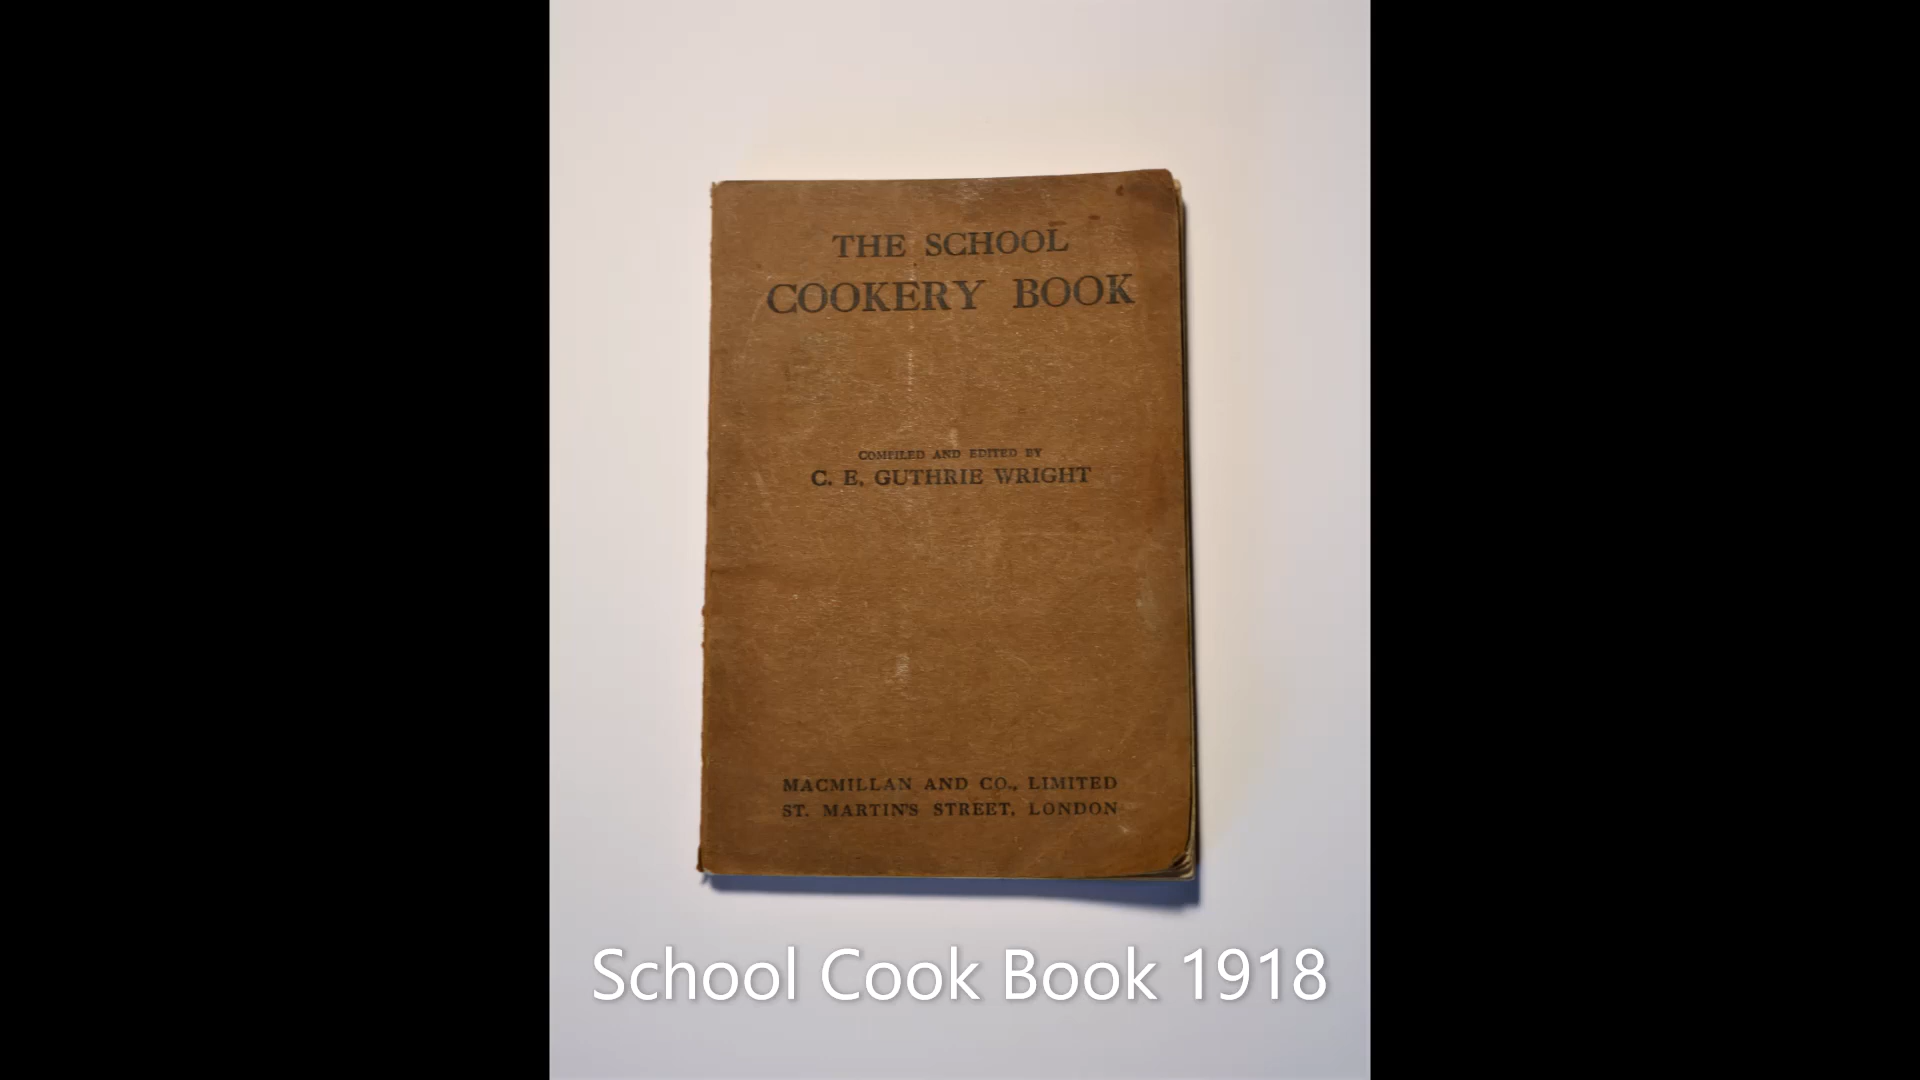 THE SCHOOL
COOKERY BOOK
COMPILED AND EDITED BY
C. E. GUTHRIE WRIGHT
MACMILLAN AND CO., LIMITED
ST. MARTIN'S STREET, LONDON
School Cook Book 1918